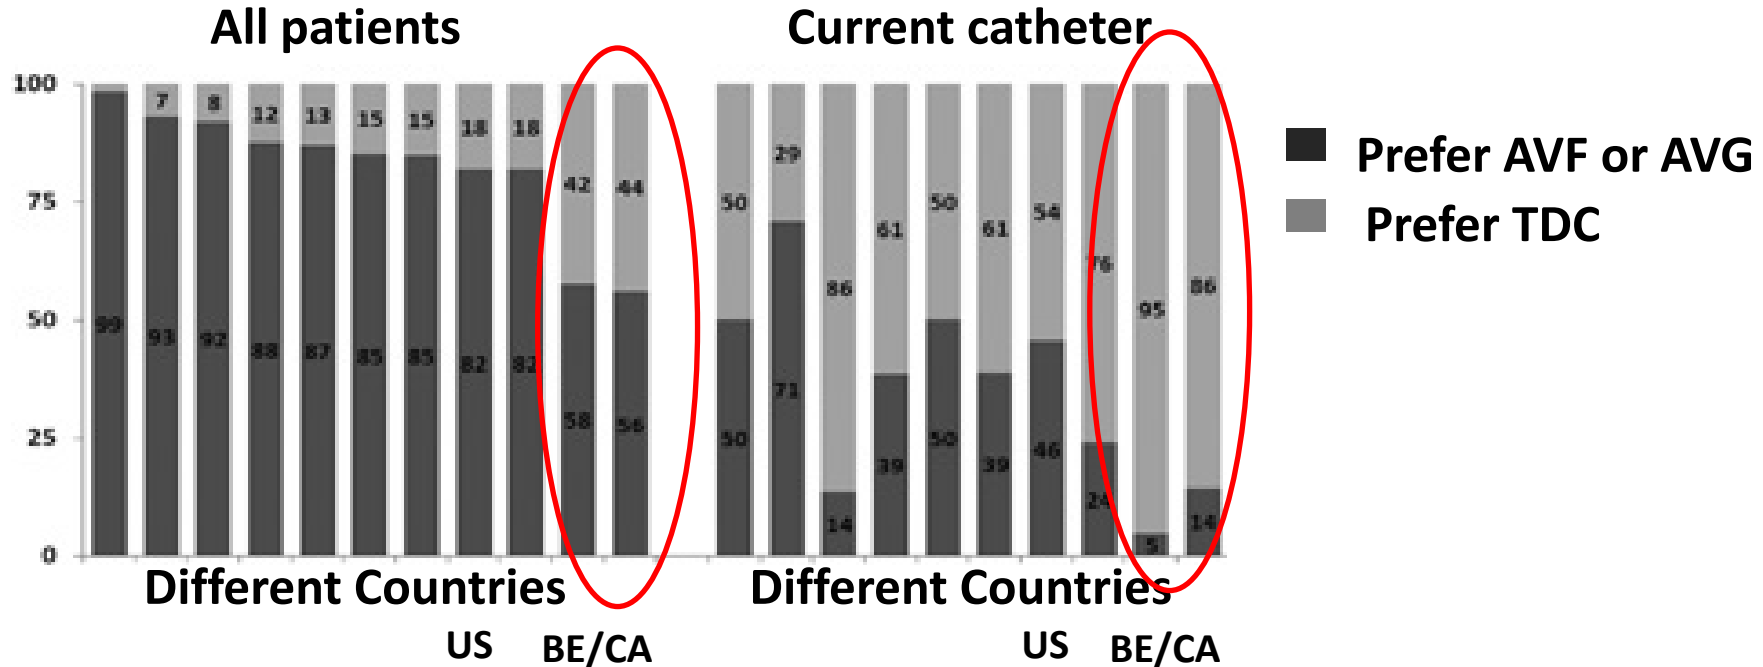 All patients
Current catheter
100
75
50
25
0
7 8 12 13 15 15 18 18 42 44
99 93 92 88 87 85 85 82 82 58 56
50 29 86 61 50 61 54 76 95 86
50 71 14 39 50 39 46 24 5 14
Prefer AVF or AVG
Prefer TDC
Different Countries
Different Countries
US BE/CA
US BE/CA